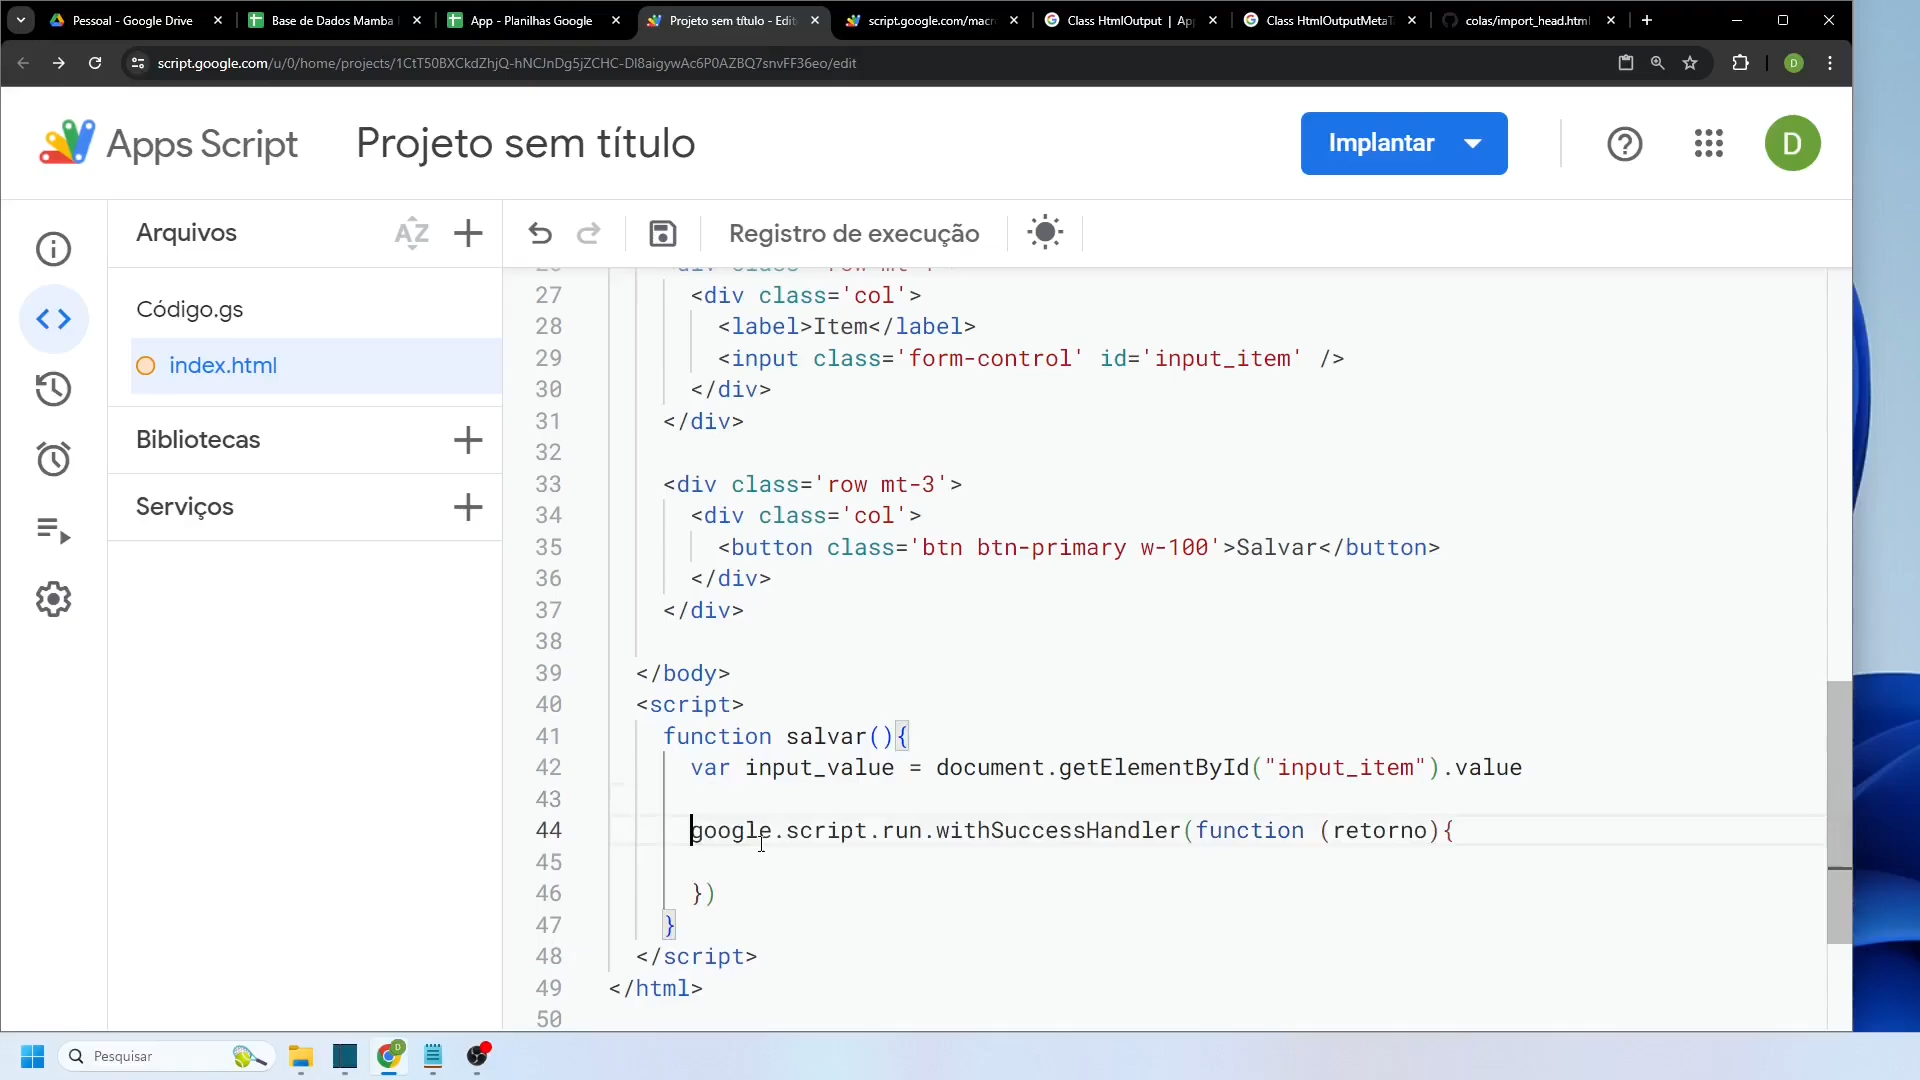 Pessoal - Google Drive
Base de Dados Mamba
App - Planilhas Google
Projeto sem título - Edit
script.google.com/macr
Class HtmlOutput | Ap
Class HtmlOutputMetaT
colas/import_head.html
script.google.com/u/0/home/projects/1CtT50BXCkdZhjQ-hNCJnDg5jZCHC-DI8aigywAc6P0AZBQ7snvFF36eo/edit
D
Apps Script
Projeto sem título
Implantar
D
Arquivos
AZ
Registro de execução
Código.gs
index.html
Bibliotecas
Serviços
27 <div class='col'>
28 <label>Item</label>
29 <input class='form-control' id='input_item' />
30 </div>
31 </div>
32
33 <div class='row mt-3'>
34 <div class='col'>
35 <button class='btn btn-primary w-100'>Salvar</button>
36 </div>
37 </div>
38
39 </body>
40 <script>
41 function salvar(){
42 var input_value = document.getElementById("input_item").value
43
44 google.script.run.withSuccessHandler(function (retorno){
45
46 })
47 }
48 </script>
49 </html>
50
Pesquisar
D